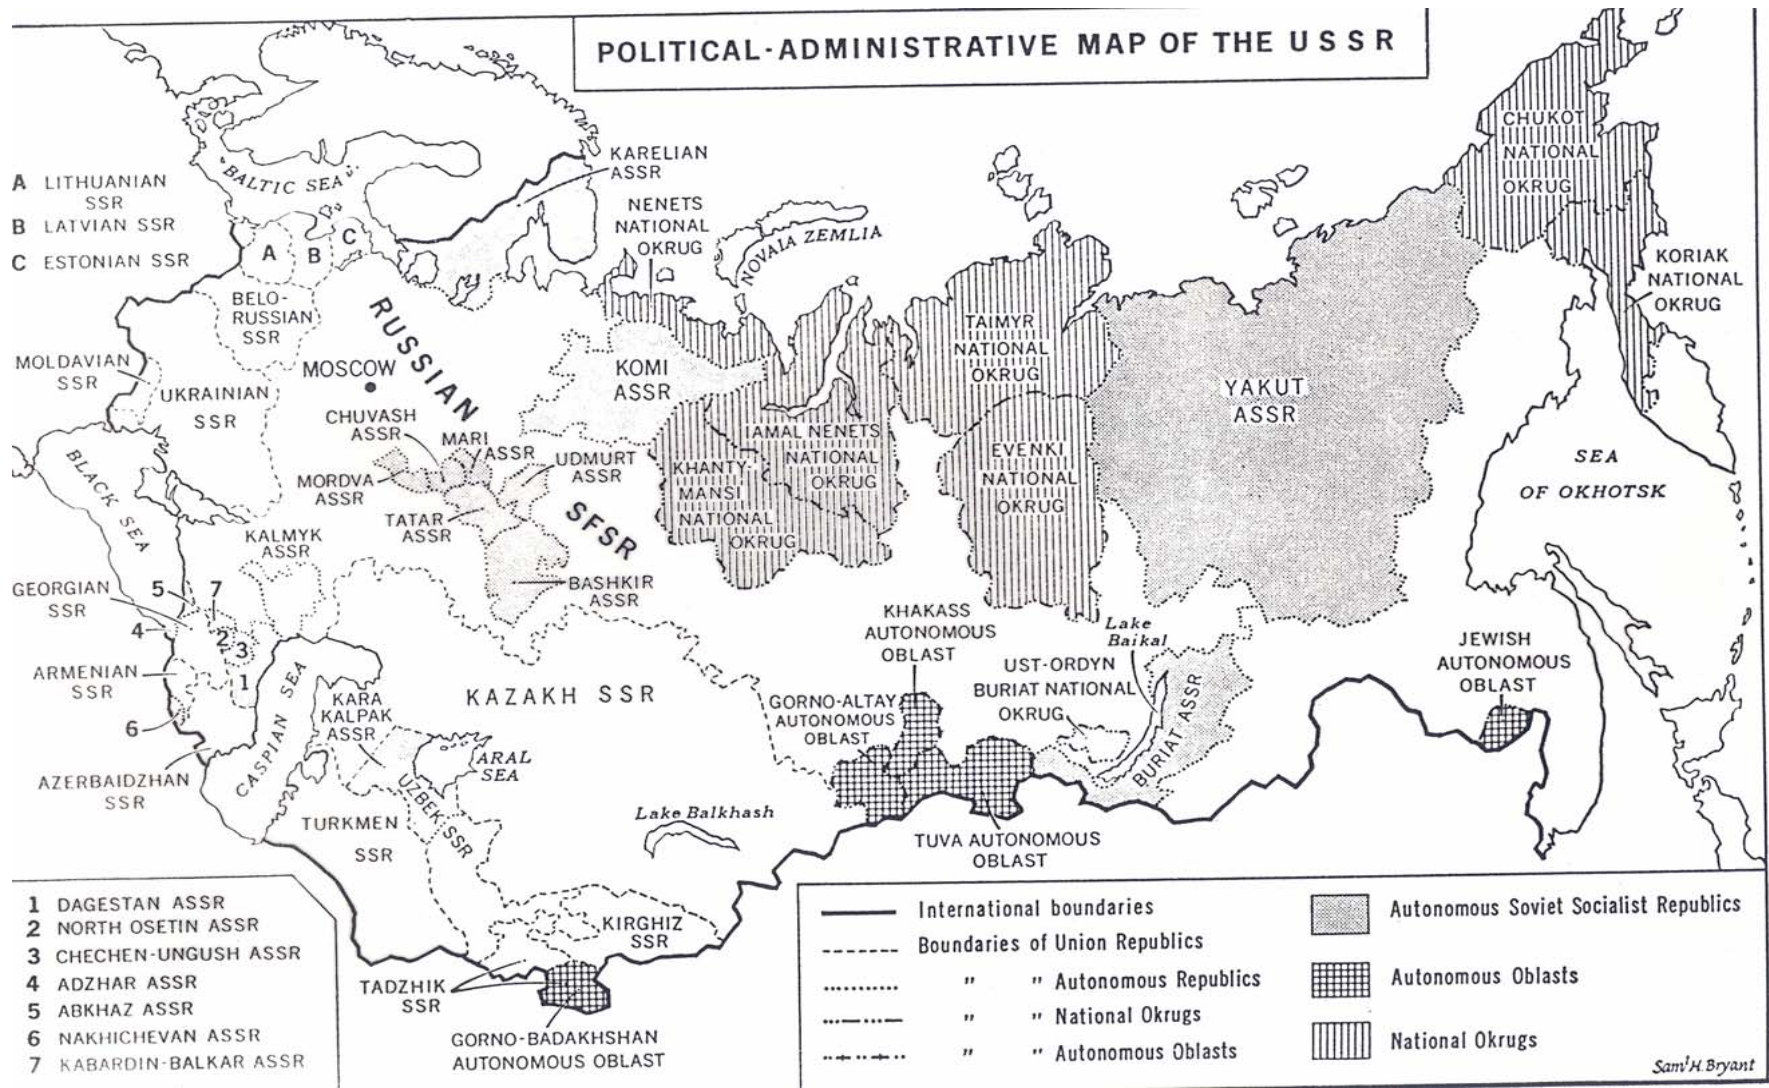 POLITICAL-ADMINISTRATIVE MAP OF THE USSR
A LITHUANIAN
SSR
B LATVIAN SSR
C ESTONIAN SSR
BALTIC SEA
A
B
C
KARELIAN
ASSR
NENETS
NATIONAL
OKRUG
NOVAIA ZEMLIA
CHUKOT
NATIONAL
OKRUG
KORIAK
NATIONAL
OKRUG
BELO-
RUSSIAN
SSR
RUSSIAN
SFSR
MOSCOW
MOLDAVIAN
SSR
UKRAINIAN
SSR
KOMI
ASSR
TAIMYR
NATIONAL
OKRUG
YAKUT
ASSR
CHUVASH
ASSR
MARI
ASSR
UDMURT
ASSR
MORDVA
ASSR
TATAR
ASSR
BASHKIR
ASSR
KHANTY-
MANSI
NATIONAL
OKRUG
IAMAL NENETS
NATIONAL
OKRUG
EVENKI
NATIONAL
OKRUG
SEA
OF OKHOTSK
BLACK SEA
KALMYK
ASSR
GEORGIAN
SSR
5
7
4
2
3
1
ARMENIAN
SSR
6
AZERBAIDZHAN
SSR
CASPIAN SEA
KARA
KALPAK
ASSR
KAZAKH SSR
ARAL
SEA
UZBEK SSR
TURKMEN
SSR
Lake Balkhash
KHAKASS
AUTONOMOUS
OBLAST
GORNO-ALTAY
AUTONOMOUS
OBLAST
UST-ORDYN
BURIAT NATIONAL
OKRUG
Lake
Baikal
BURIAT ASSR
JEWISH
AUTONOMOUS
OBLAST
TUVA AUTONOMOUS
OBLAST
KIRGHIZ
SSR
TADZHIK
SSR
GORNO-BADAKHSHAN
AUTONOMOUS OBLAST
1 DAGESTAN ASSR
2 NORTH OSETIN ASSR
3 CHECHEN-UNGUSH ASSR
4 ADZHAR ASSR
5 ABKHAZ ASSR
6 NAKHICHEVAN ASSR
7 KABARDIN-BALKAR ASSR
International boundaries
Boundaries of Union Republics
" " Autonomous Republics
" " National Okrugs
" " Autonomous Oblasts
Autonomous Soviet Socialist Republics
Autonomous Oblasts
National Okrugs
Sam'l H. Bryant